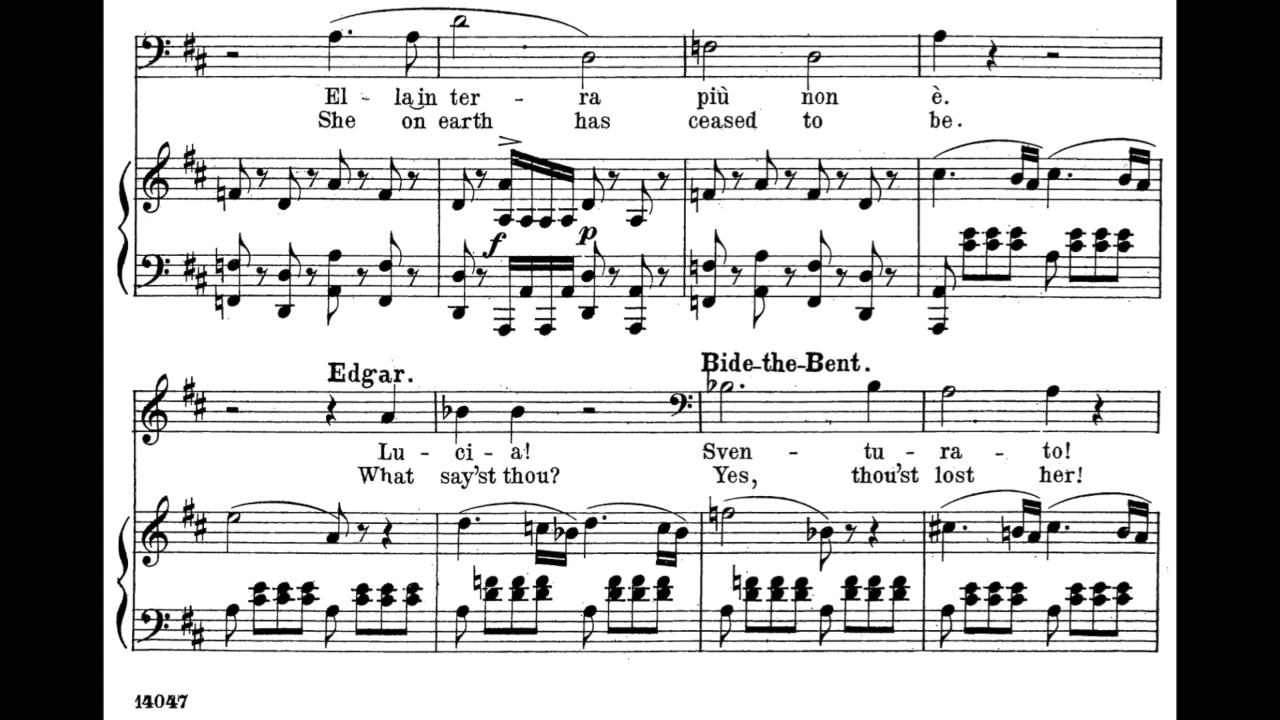 El - la in ter - ra più non è.
She on earth has ceased to be.
f p
Edgar. Bide-the-Bent.
Lu - ci - a! Sven - tu - ra - to!
What say'st thou? Yes, thou'st lost her!
14047